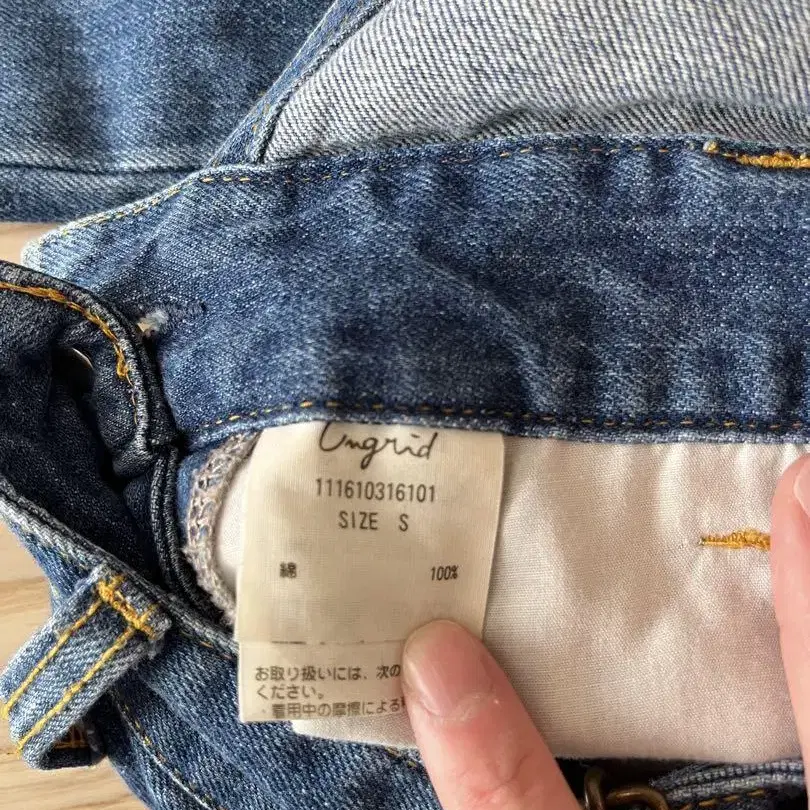 Ungrid
111610316101
SIZE S
綿 100%
お取り扱いには、次の
ください。
・着用中の摩擦による